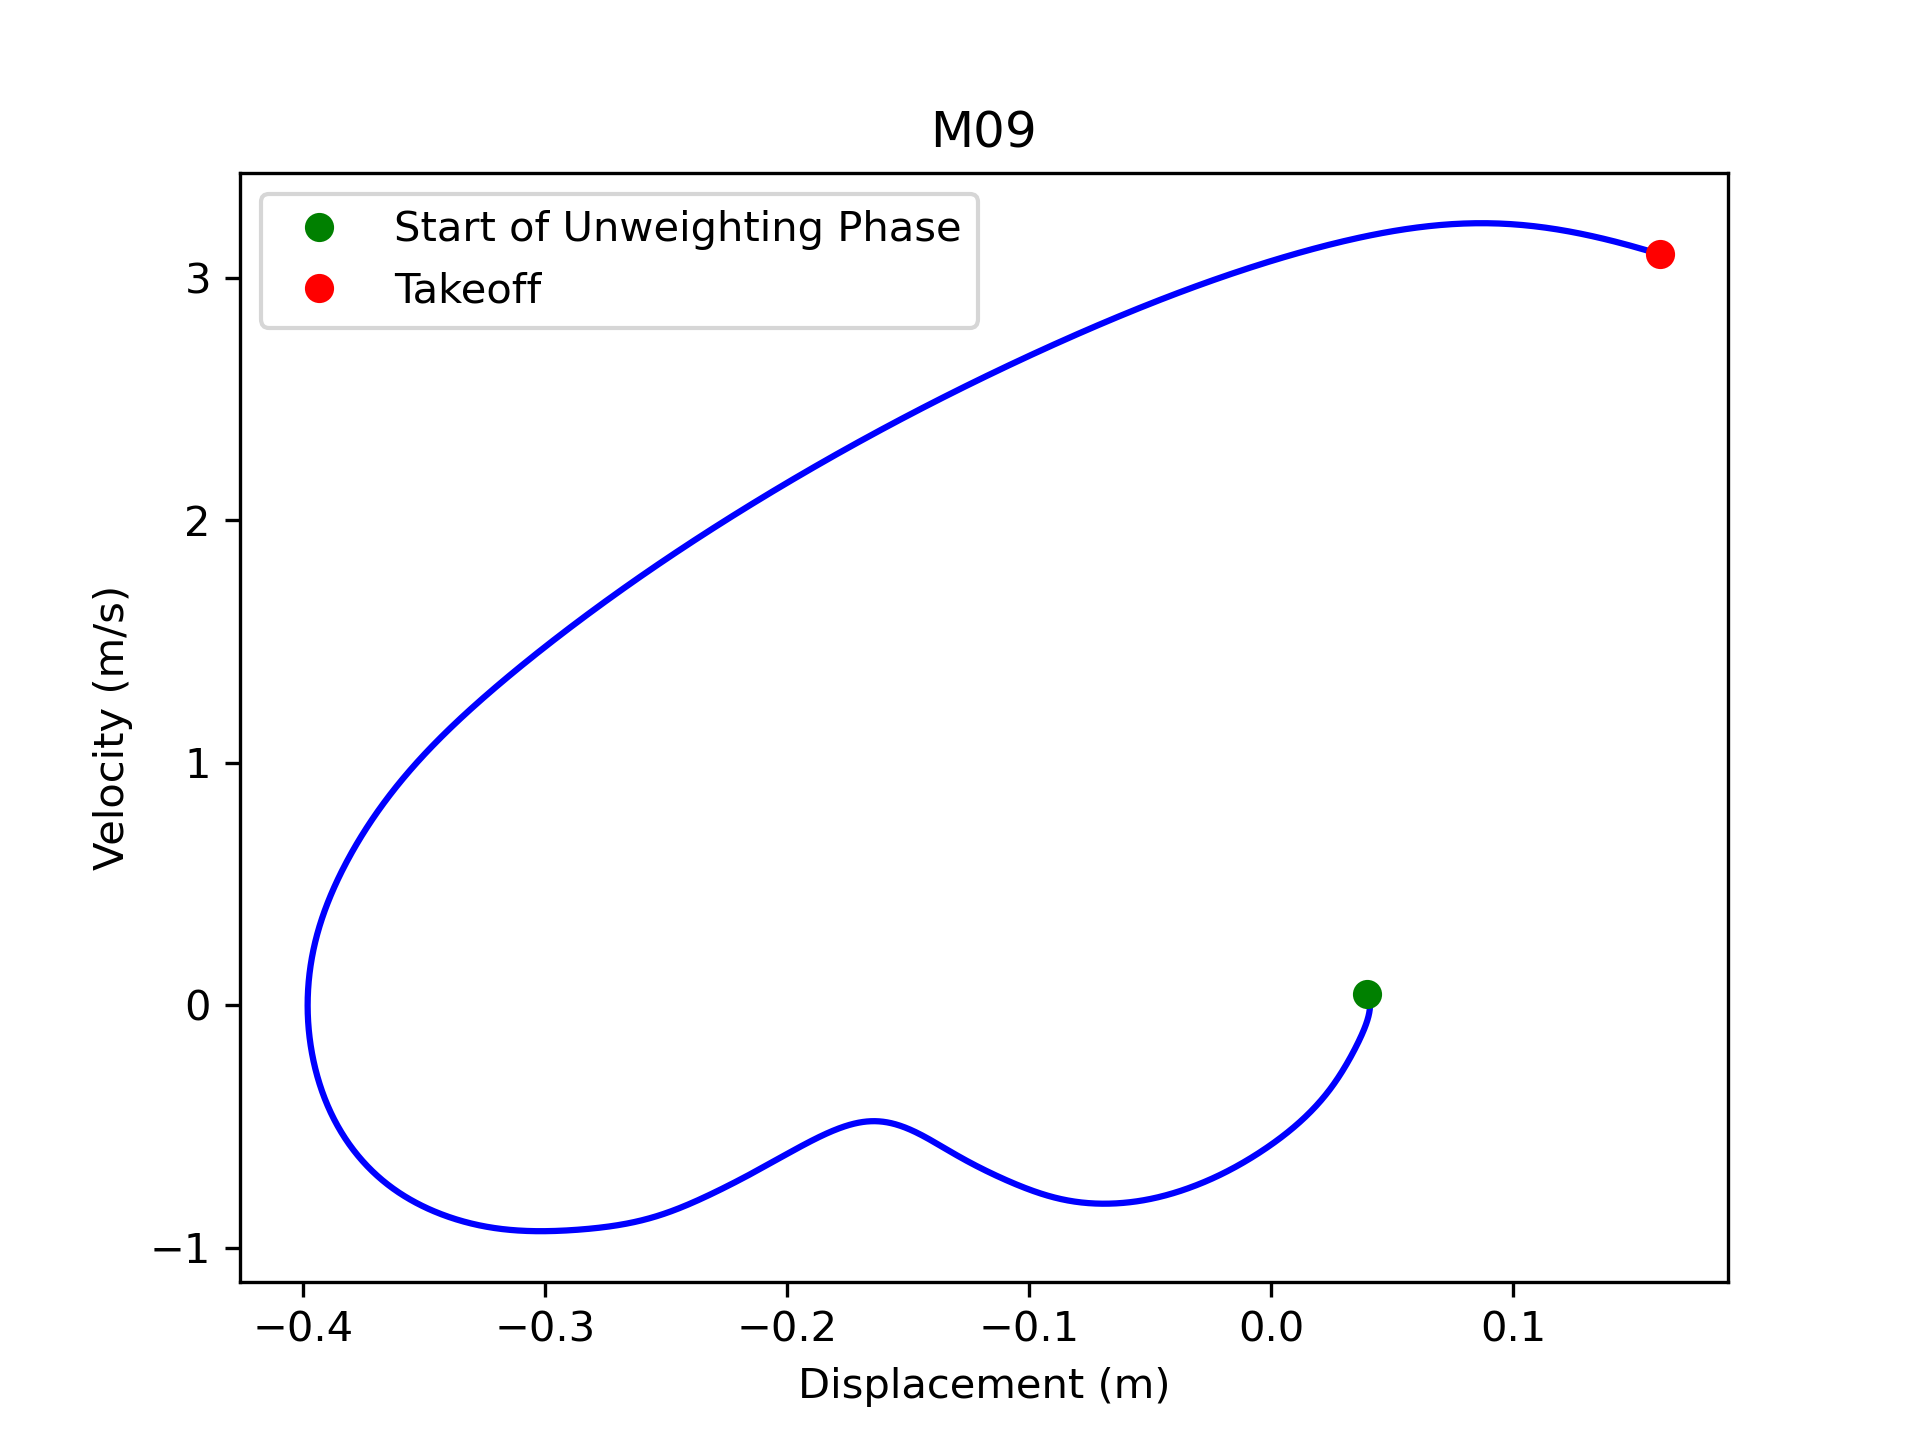 M09
Start of Unweighting Phase
Takeoff
3
2
1
0
−1
Velocity (m/s)
−0.4 −0.3 −0.2 −0.1 0.0 0.1
Displacement (m)